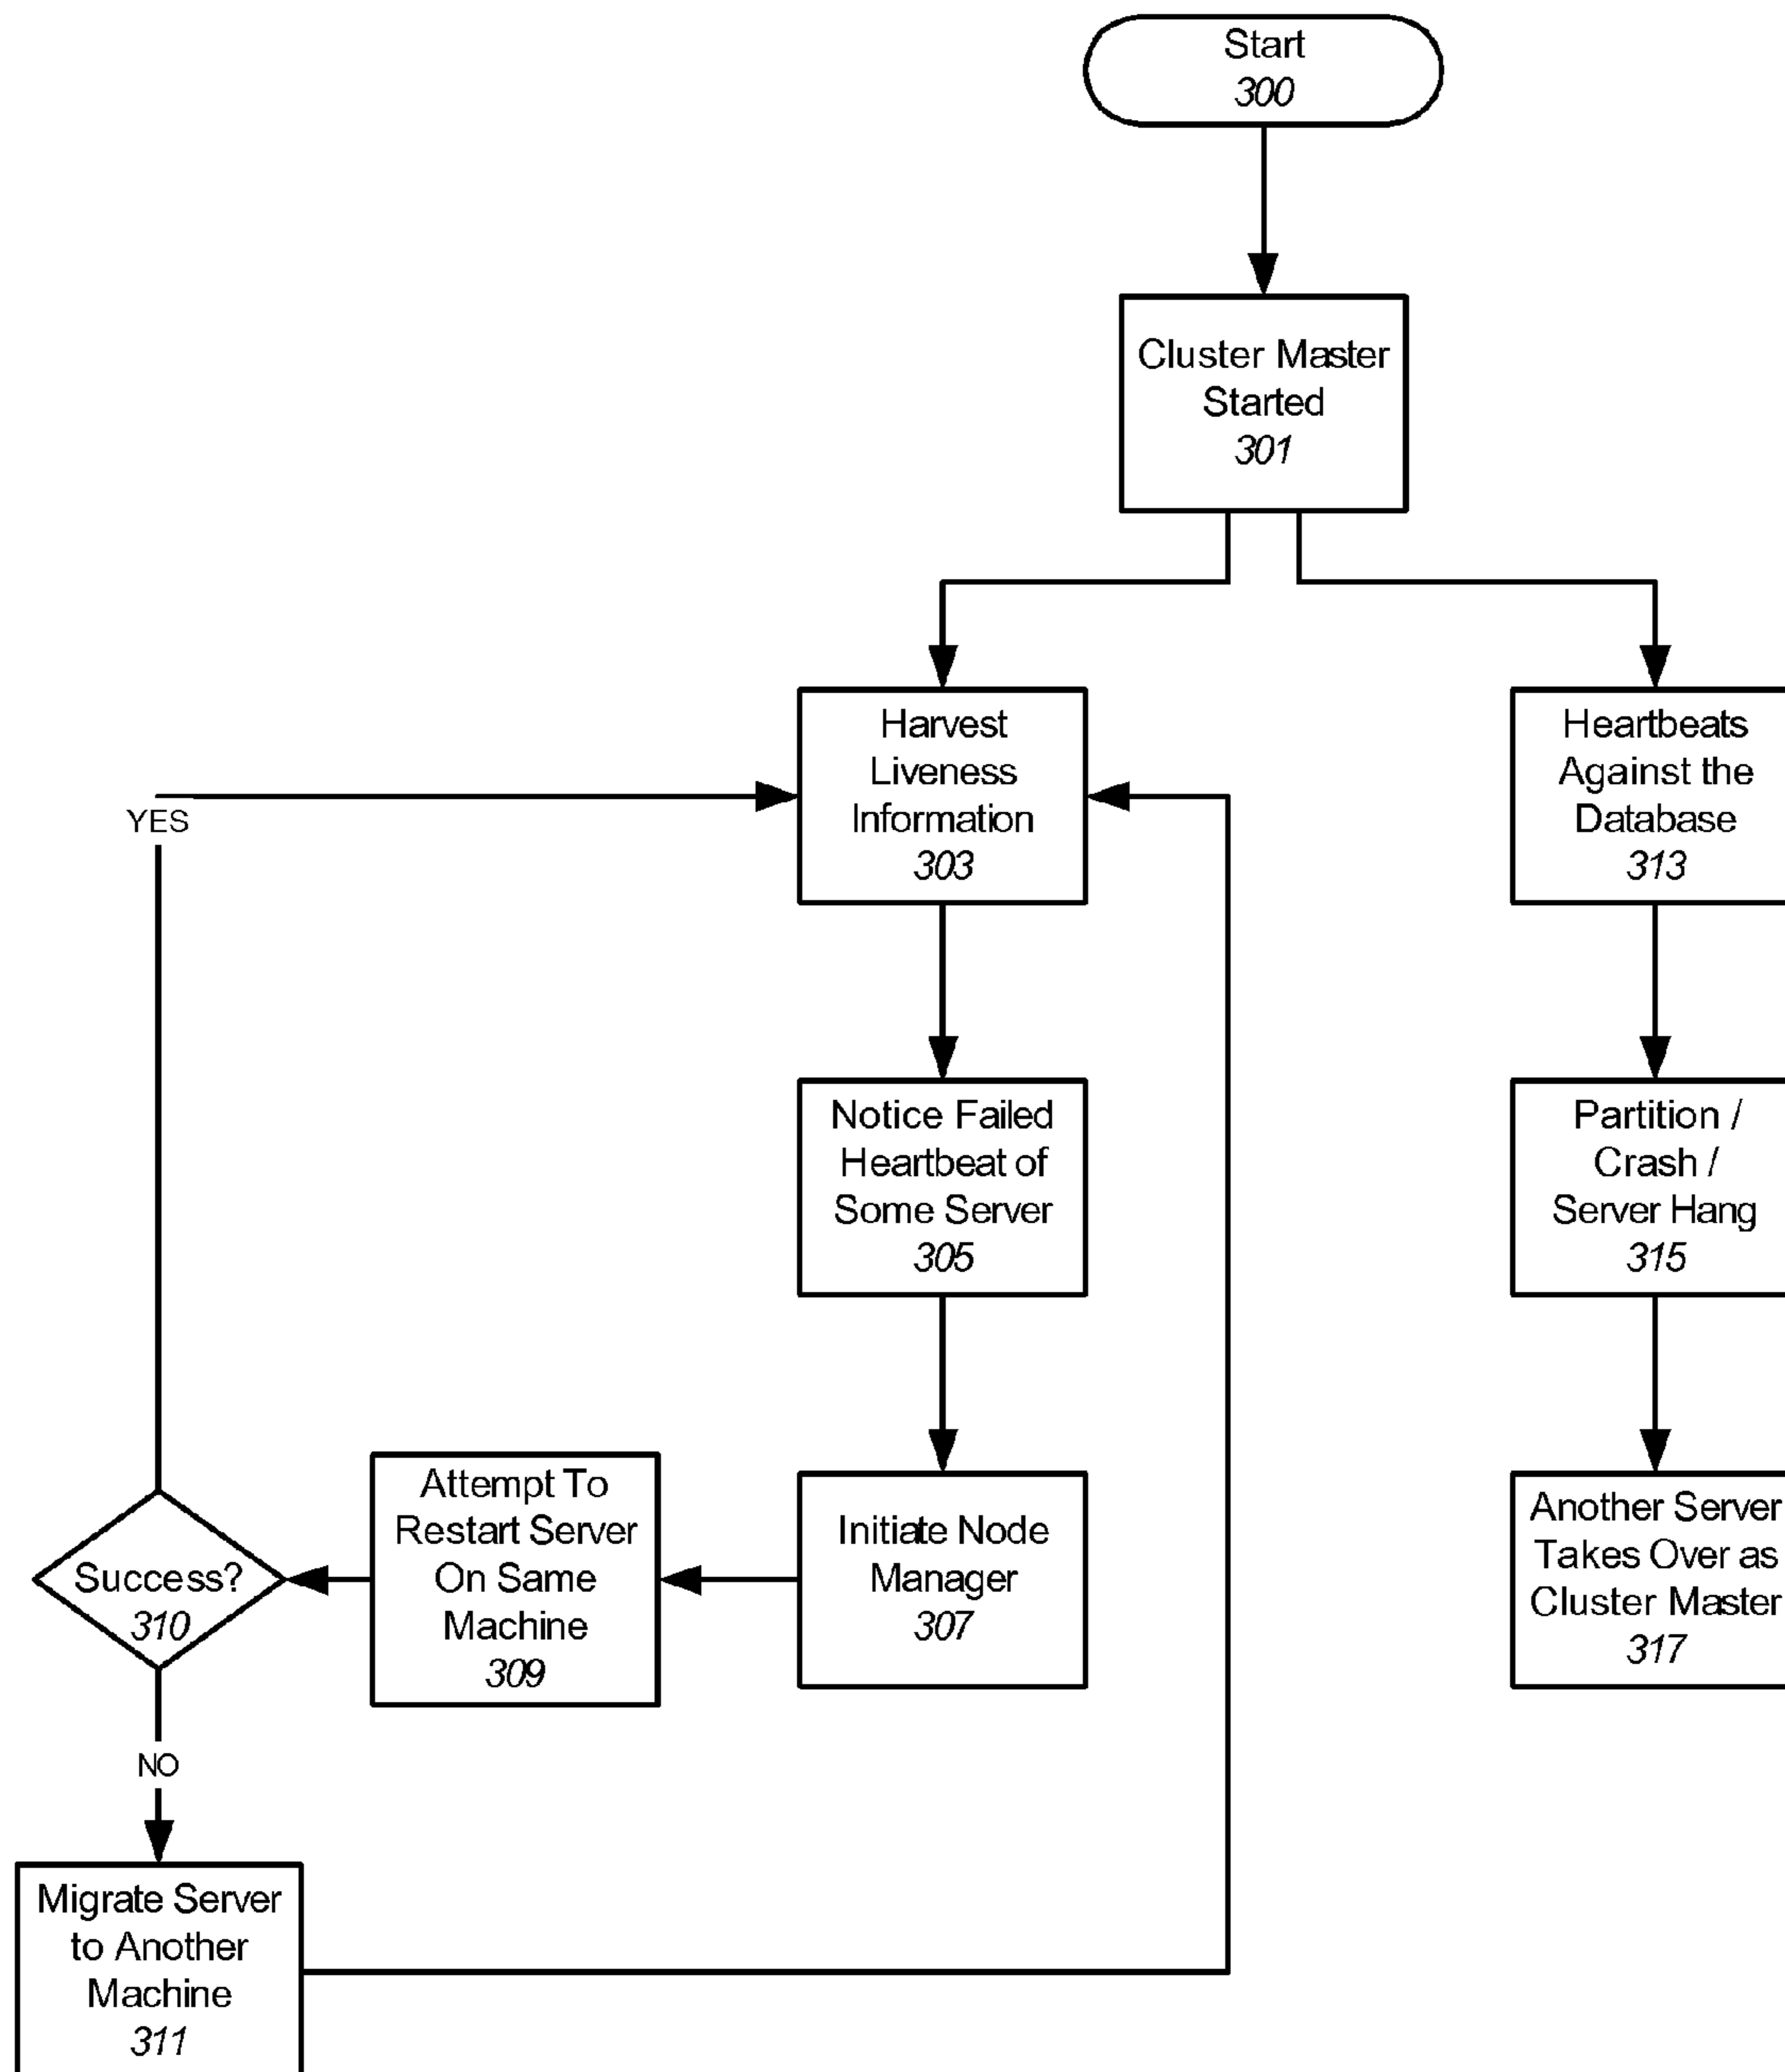 Start
300
Cluster Master
Started
301
Harvest
Liveness
Information
303
Heartbeats
Against the
Database
313
YES
Notice Failed
Heartbeat of
Some Server
305
Partition /
Crash /
Server Hang
315
Attempt To
Restart Server
On Same
Machine
309
Initiate Node
Manager
307
Another Server
Takes Over as
Cluster Master
317
Success?
310
NO
Migrate Server
to Another
Machine
311